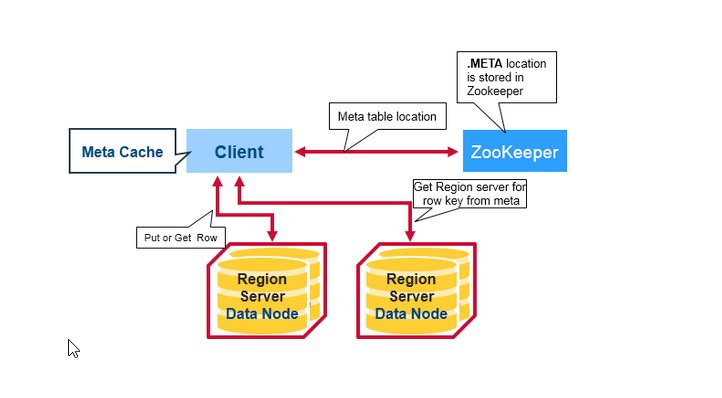 .META location
is stored in
Zookeeper
Meta table location
Meta Cache
Client
ZooKeeper
Get Region server for
row key from meta
Put or Get Row
Region
Server
Data Node
Region
Server
Data Node